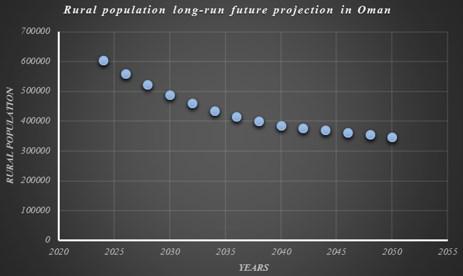 Rural population long-run future projection in Oman
700000
600000
500000
400000
300000
200000
100000
0
RURAL POPULATION
2020 2025 2030 2035 2040 2045 2050 2055
YEARS